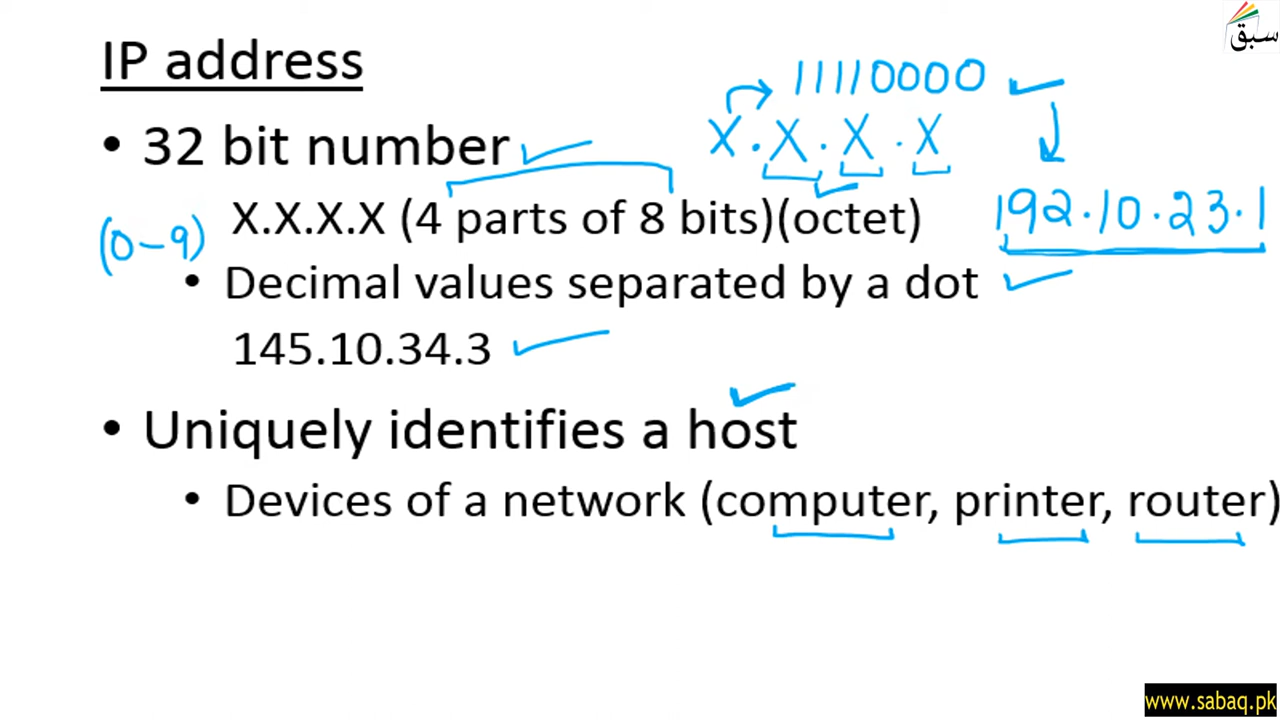 IP address
سبق
11110000
• 32 bit number
X.X.X.X
X.X.X.X (4 parts of 8 bits)(octet)
192.10.23.1
(0-9)
• Decimal values separated by a dot
145.10.34.3
• Uniquely identifies a host
• Devices of a network (computer, printer, router)
www.sabaq.pk